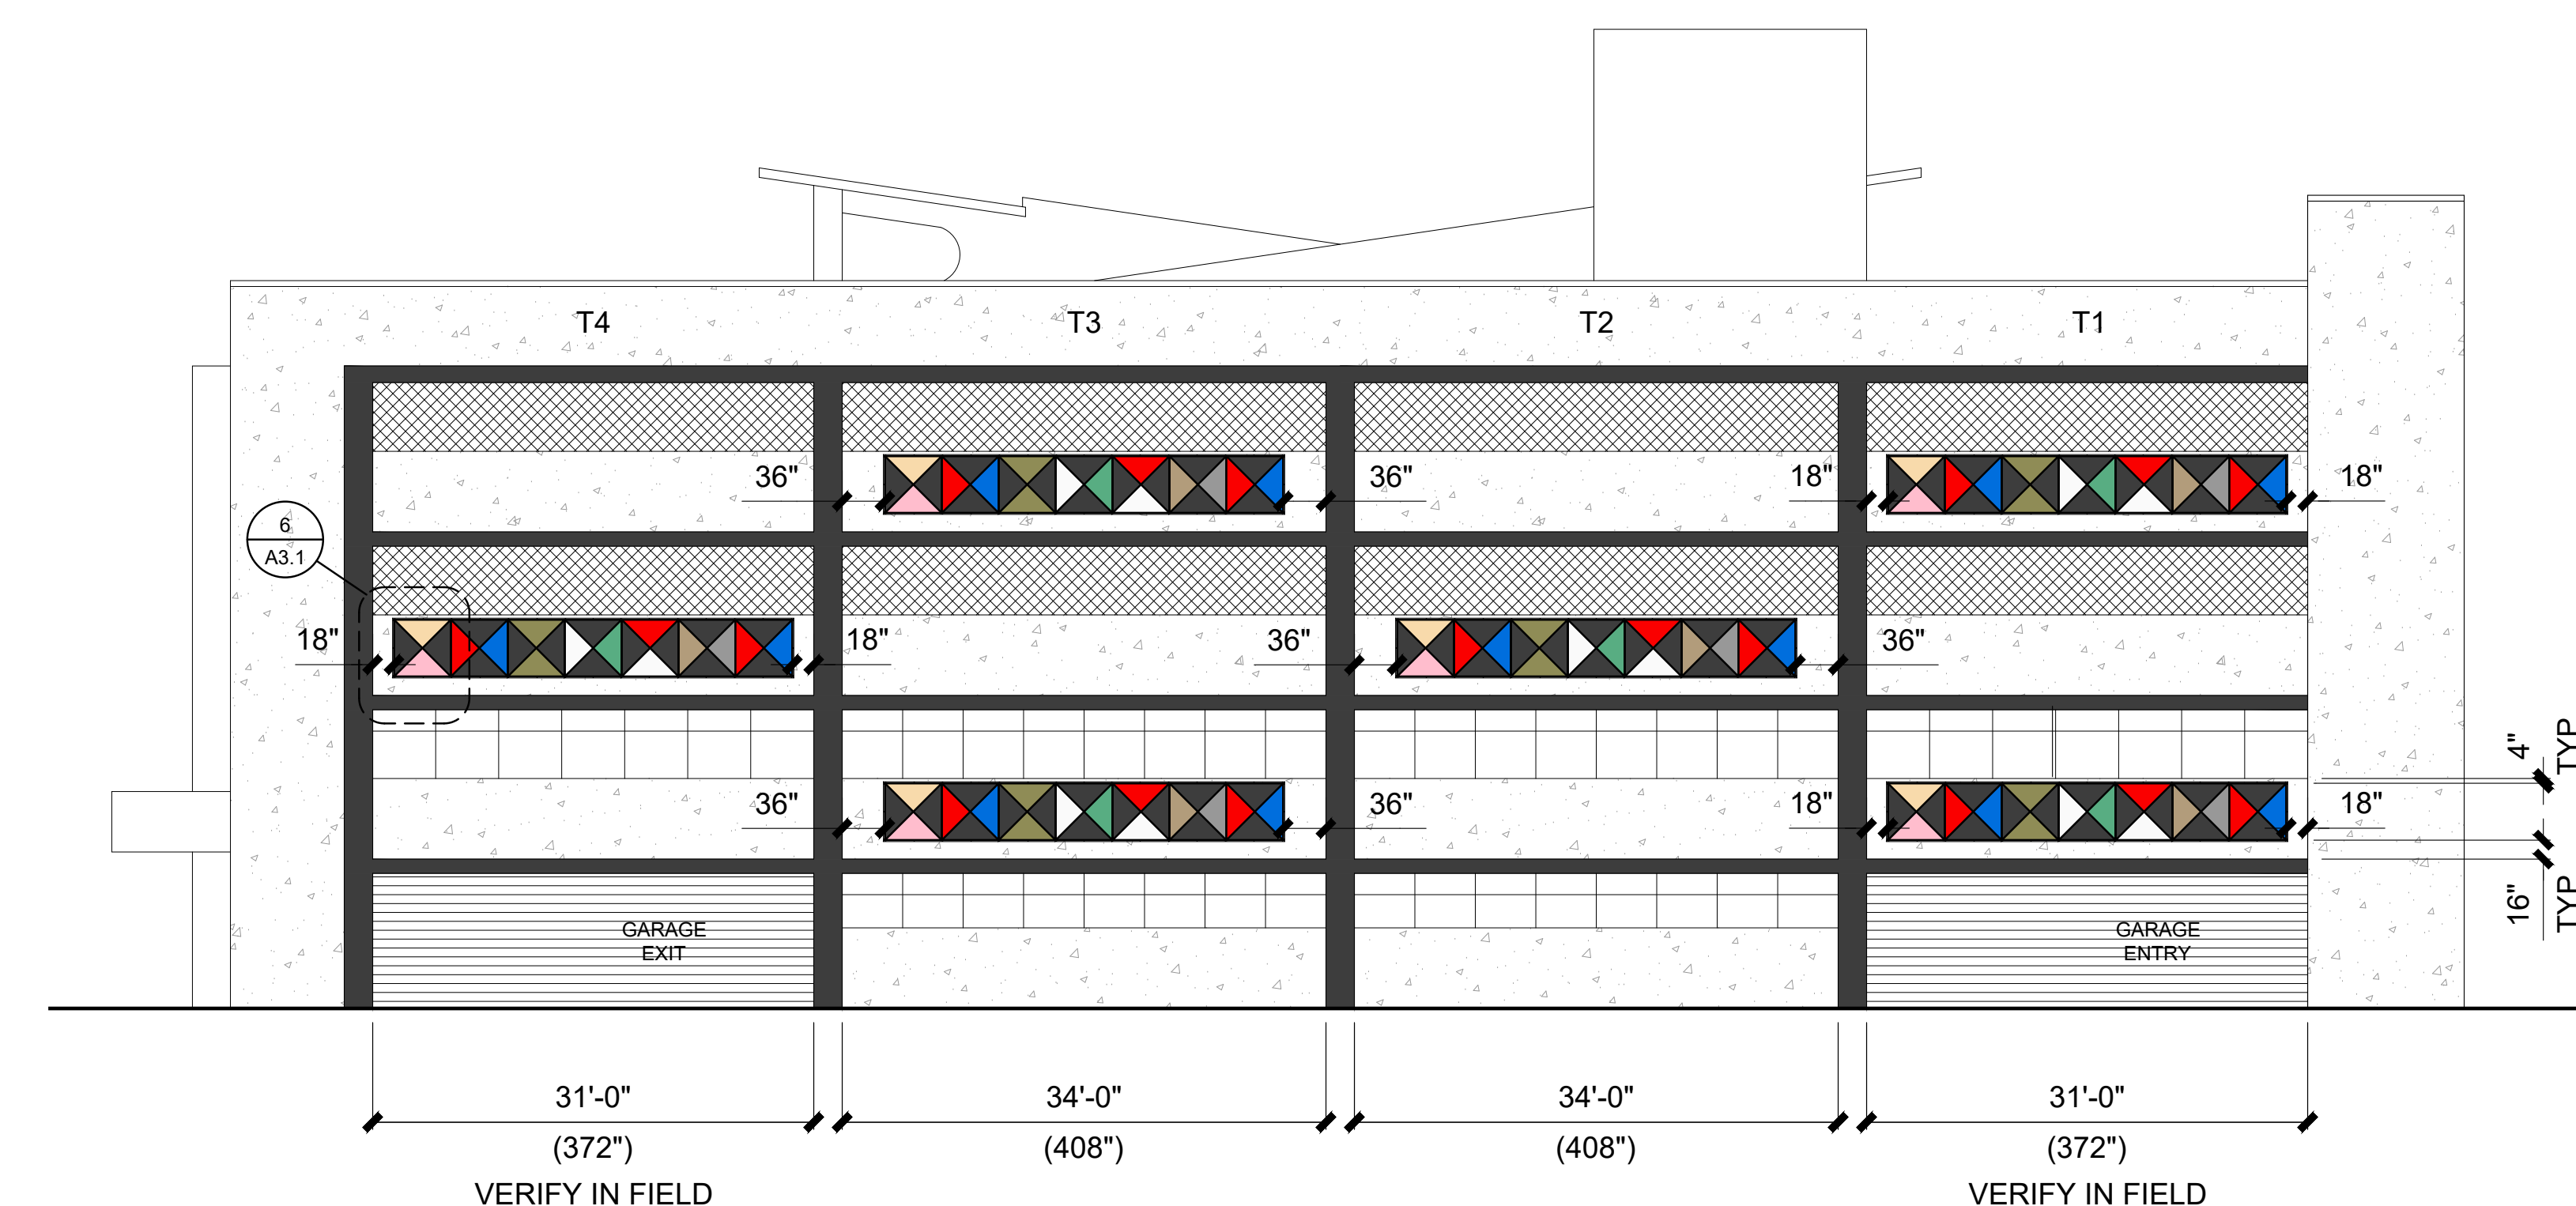 T4 T3 T2 T1
36" 36" 18" 18"
6
A3.1
18" 18" 36" 36"
4" TYP
36" 36" 18" 18"
16" TYP
GARAGE
EXIT
GARAGE
ENTRY
31'-0" 34'-0" 34'-0" 31'-0"
(372") (408") (408") (372")
VERIFY IN FIELD VERIFY IN FIELD